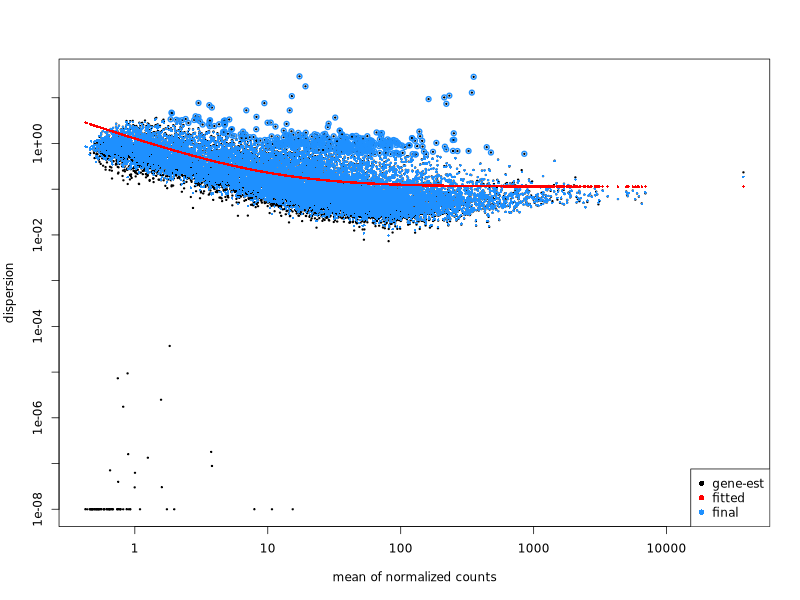 1e+00
1e-02
1e-04
1e-06
1e-08
dispersion
gene-est
fitted
final
1 10 100 1000 10000
mean of normalized counts